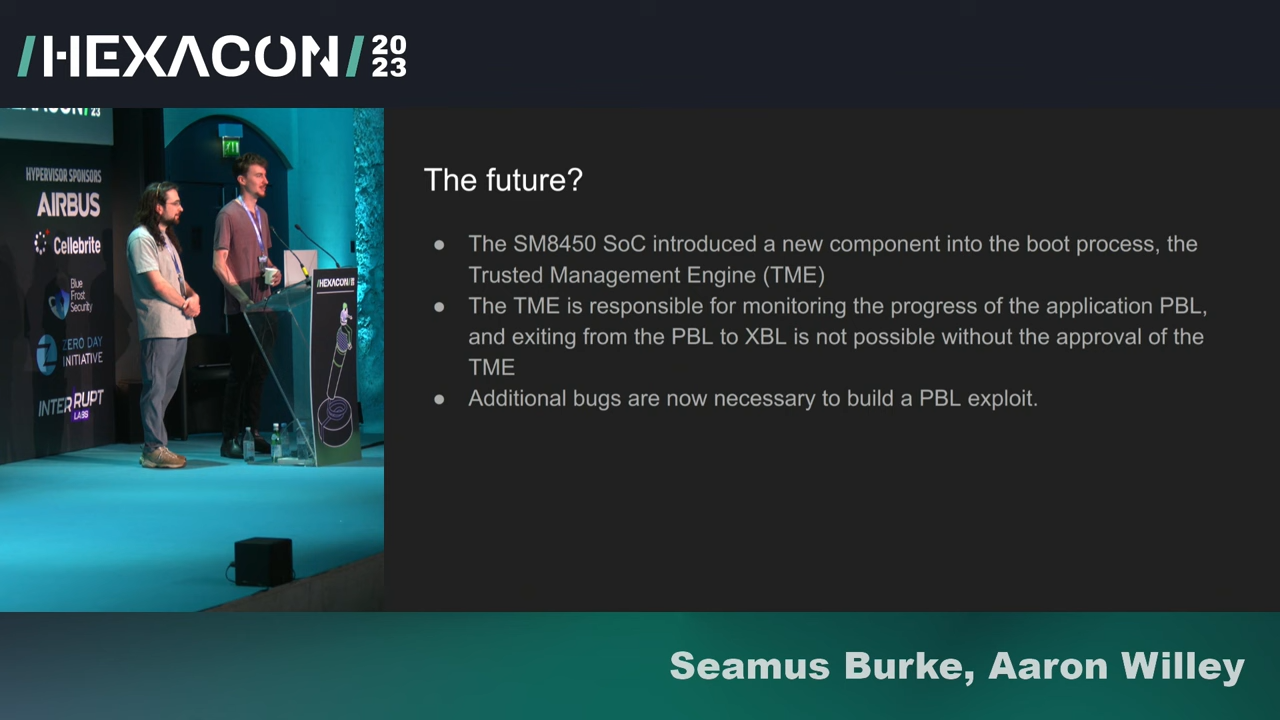 /HEXACON/ 20
23
HYPERVISOR SPONSORS
AIRBUS
Cellebrite
Blue
Frost
Security
ZERO DAY
INITIATIVE
INTERRUPT
LABS
/HEXACON/
The future?
● The SM8450 SoC introduced a new component into the boot process, the
Trusted Management Engine (TME)
● The TME is responsible for monitoring the progress of the application PBL,
and exiting from the PBL to XBL is not possible without the approval of the
TME
● Additional bugs are now necessary to build a PBL exploit.
Seamus Burke, Aaron Willey